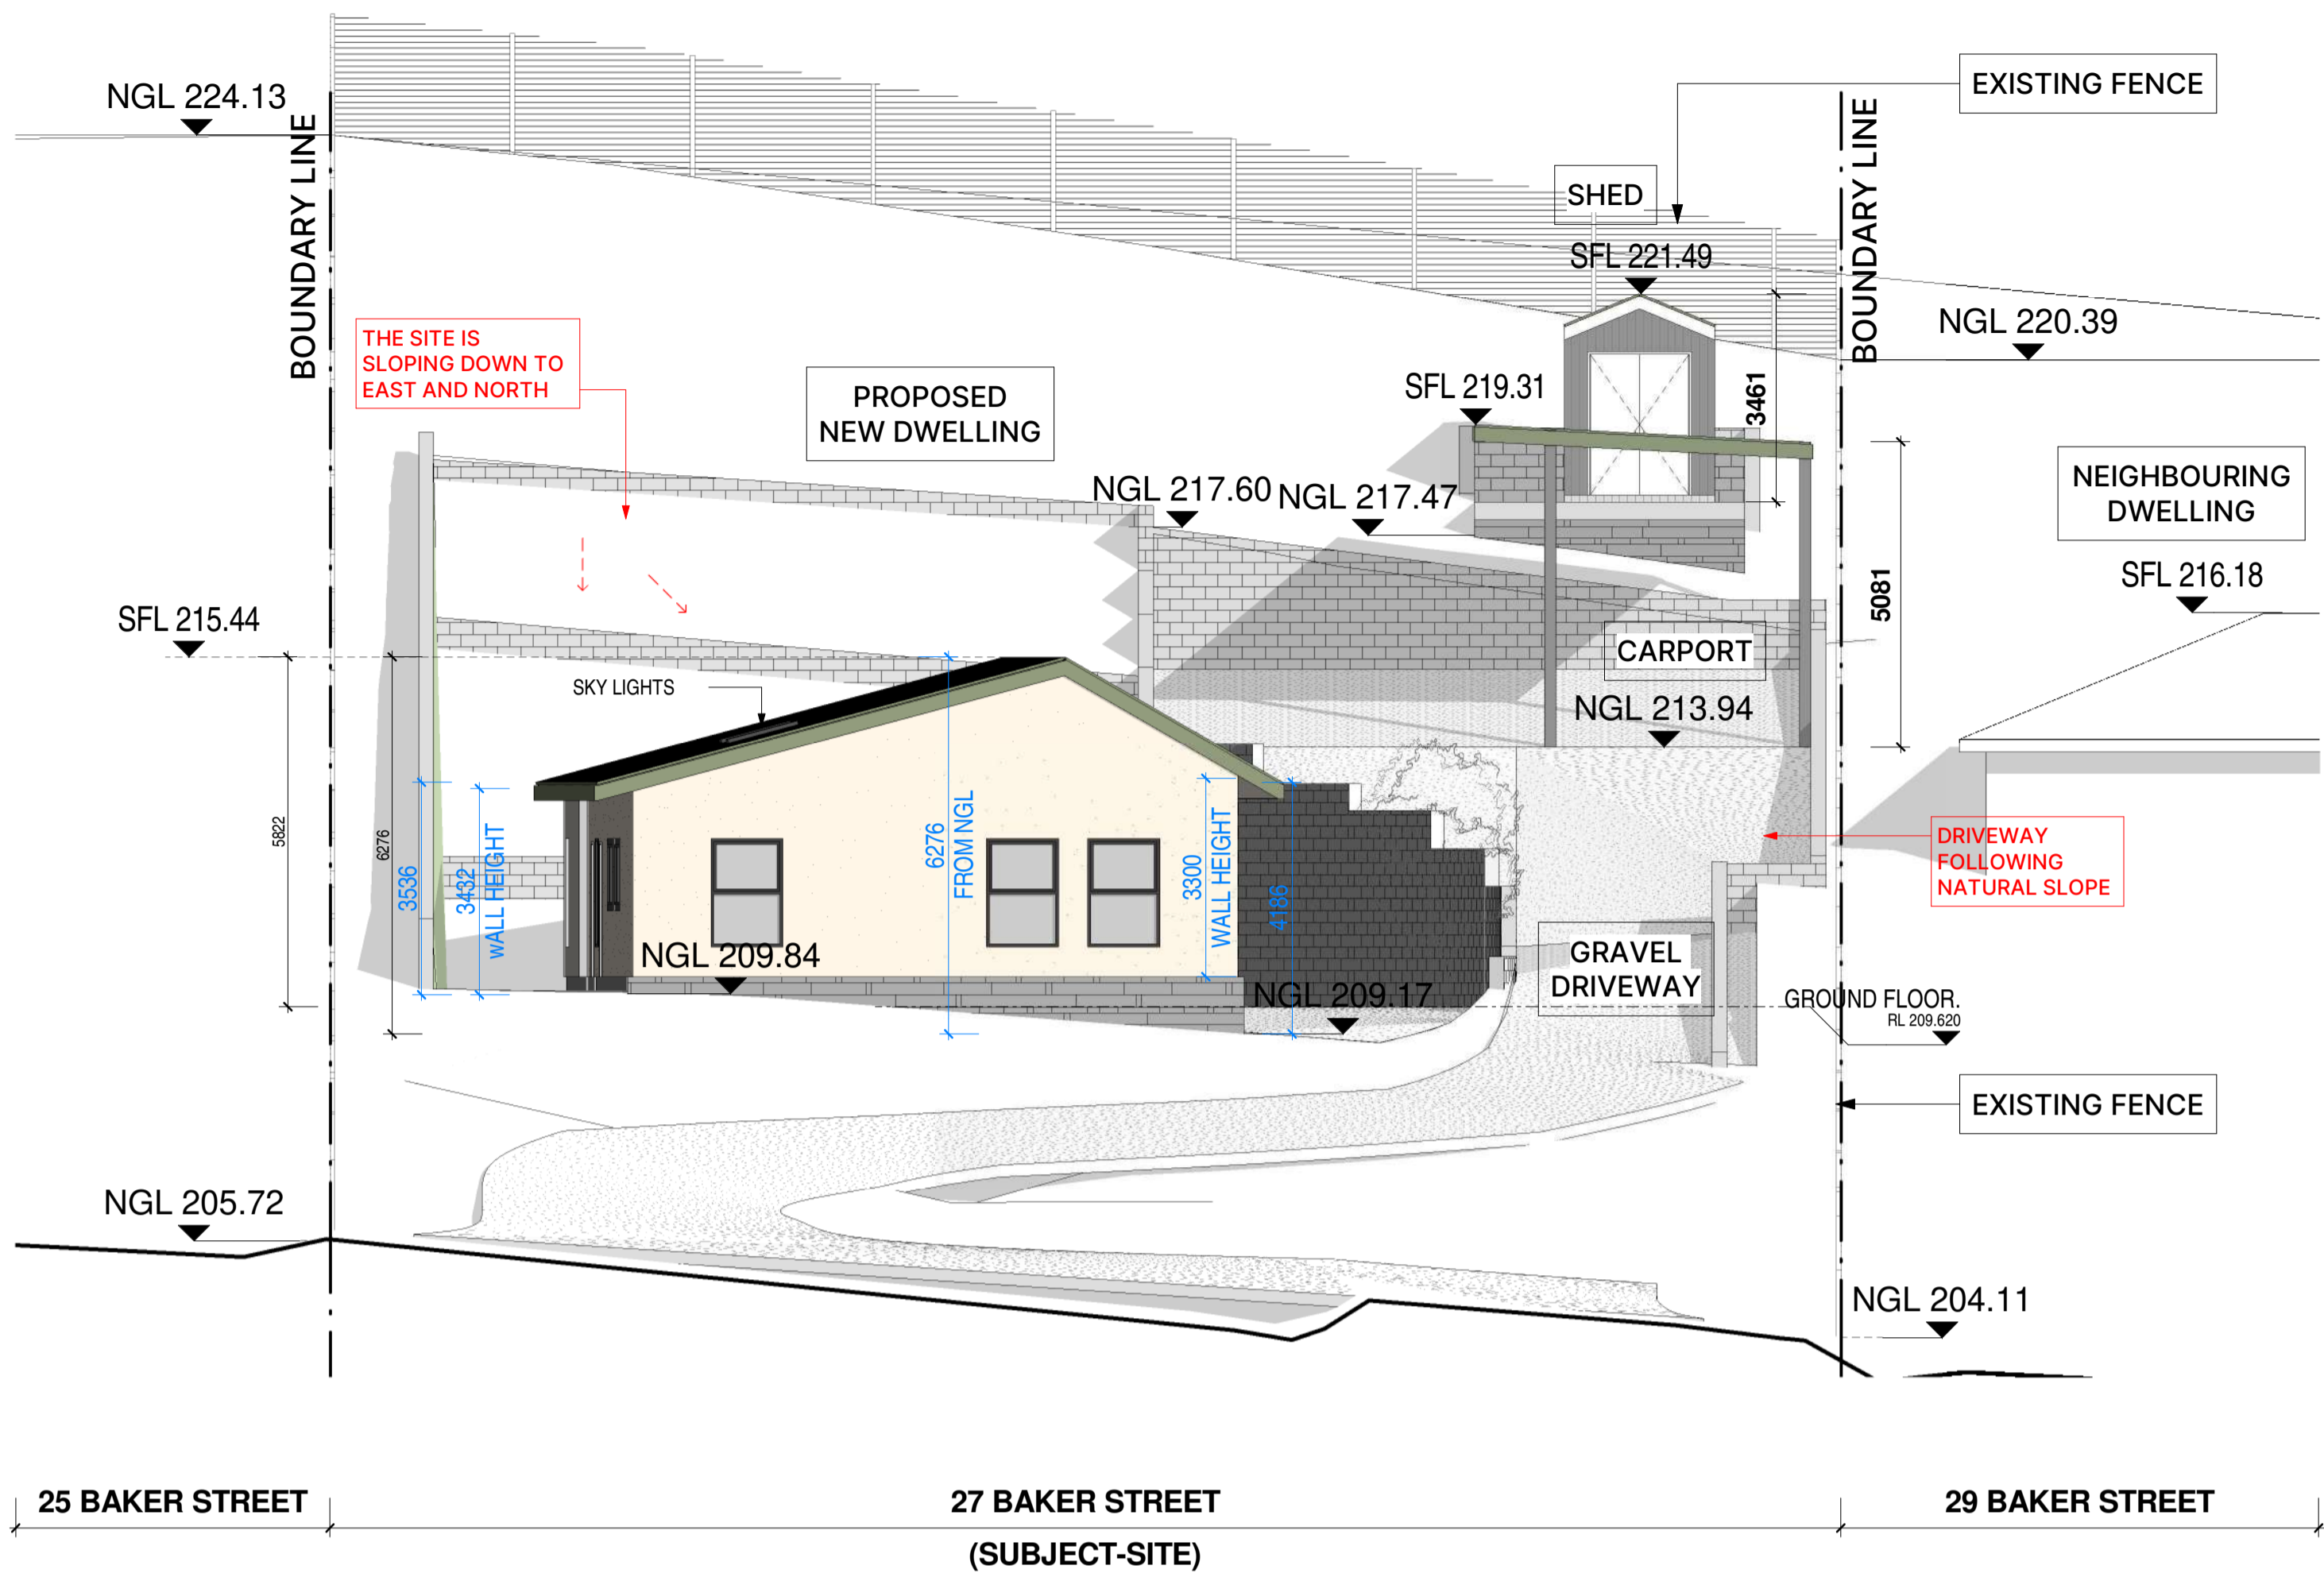 EXISTING FENCE
NGL 224.13
BOUNDARY LINE
BOUNDARY LINE
SHED
SFL 221.49
NGL 220.39
THE SITE IS
SLOPING DOWN TO
EAST AND NORTH
PROPOSED
NEW DWELLING
SFL 219.31
3461
NGL 217.60
NGL 217.47
NEIGHBOURING
DWELLING
SFL 216.18
5081
SFL 215.44
CARPORT
SKY LIGHTS
NGL 213.94
5822
6276
3536
3432
wALL HEIGHT
6276
FROM NGL
3300
WALL HEIGHT
4186
DRIVEWAY
FOLLOWING
NATURAL SLOPE
NGL 209.84
GRAVEL
DRIVEWAY
NGL 209.17
GROUND FLOOR.
RL 209.620
EXISTING FENCE
NGL 205.72
NGL 204.11
25 BAKER STREET
27 BAKER STREET
29 BAKER STREET
(SUBJECT-SITE)